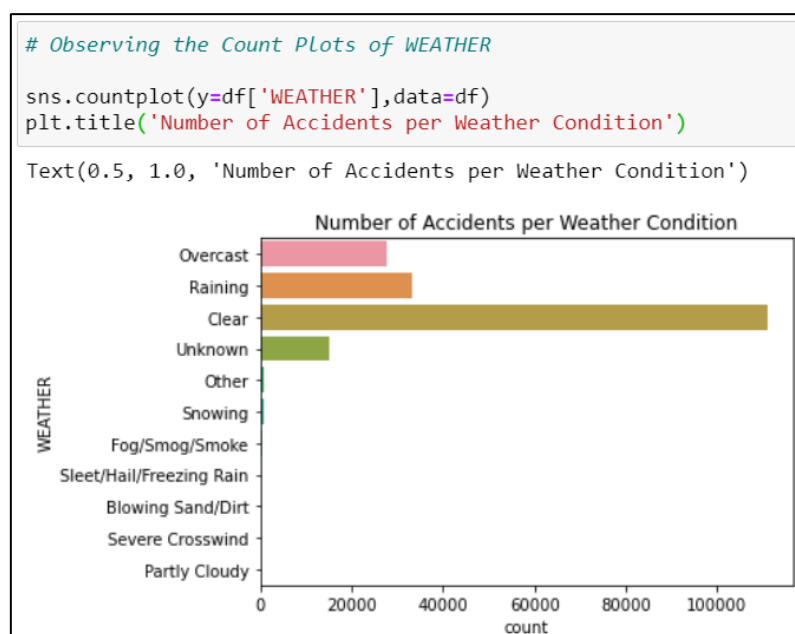 # Observing the Count Plots of WEATHER
sns.countplot(y=df['WEATHER'],data=df)
plt.title('Number of Accidents per Weather Condition')
Text(0.5, 1.0, 'Number of Accidents per Weather Condition')
Number of Accidents per Weather Condition
WEATHER
Overcast
Raining
Clear
Unknown
Other
Snowing
Fog/Smog/Smoke
Sleet/Hail/Freezing Rain
Blowing Sand/Dirt
Severe Crosswind
Partly Cloudy
0 20000 40000 60000 80000 100000
count